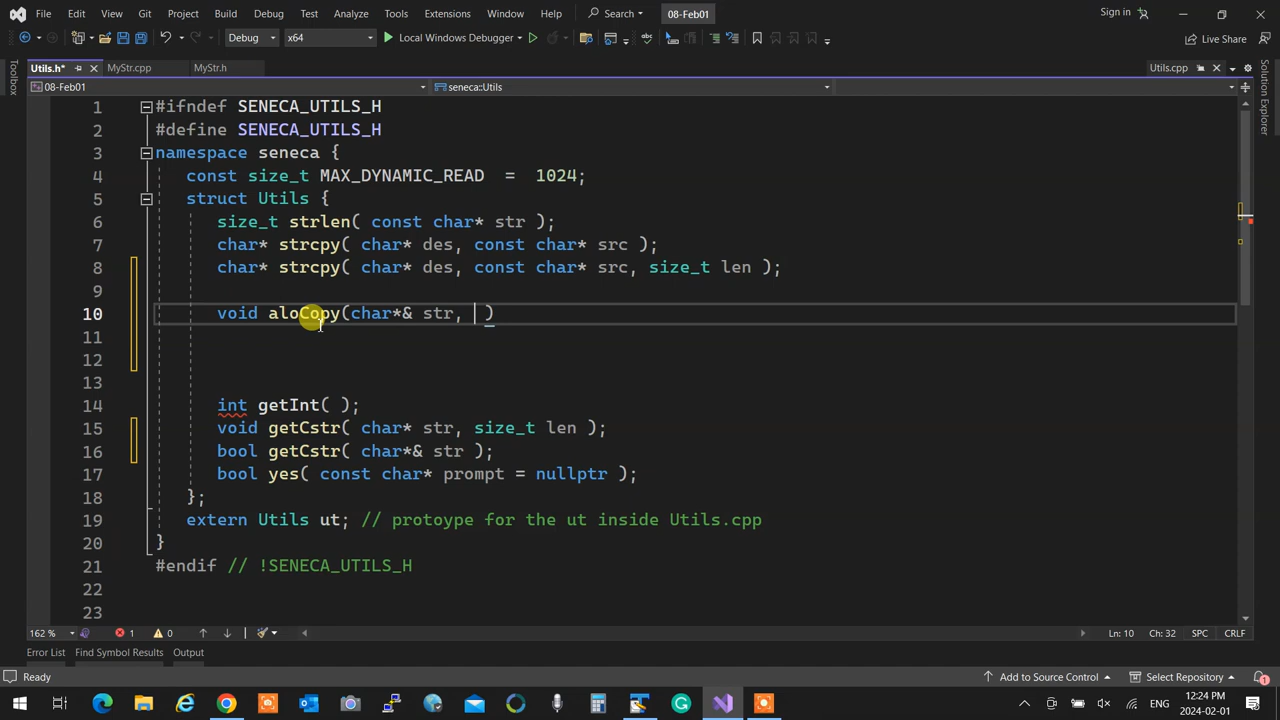 File Edit View Git Project Build Debug Test Analyze Tools Extensions Window Help Search 08-Feb01 Sign in
Debug x64 Local Windows Debugger Live Share
Utils.h* MyStr.cpp MyStr.h Utils.cpp
08-Feb01 seneca::Utils
Toolbox
Solution Explorer
1 #ifndef SENECA_UTILS_H
2 #define SENECA_UTILS_H
3 namespace seneca {
4 const size_t MAX_DYNAMIC_READ = 1024;
5 struct Utils {
6 size_t strlen( const char* str );
7 char* strcpy( char* des, const char* src );
8 char* strcpy( char* des, const char* src, size_t len );
9
10 void aloCopy(char*& str, )
11
12
13
14 int getInt( );
15 void getCstr( char* str, size_t len );
16 bool getCstr( char*& str );
17 bool yes( const char* prompt = nullptr );
18 };
19 extern Utils ut; // protoype for the ut inside Utils.cpp
20 }
21 #endif // !SENECA_UTILS_H
22
23
162 % 1 0 Ln: 10 Ch: 32 SPC CRLF
Error List Find Symbol Results Output
Ready Add to Source Control Select Repository 1
12:24 PM
ENG 2024-02-01